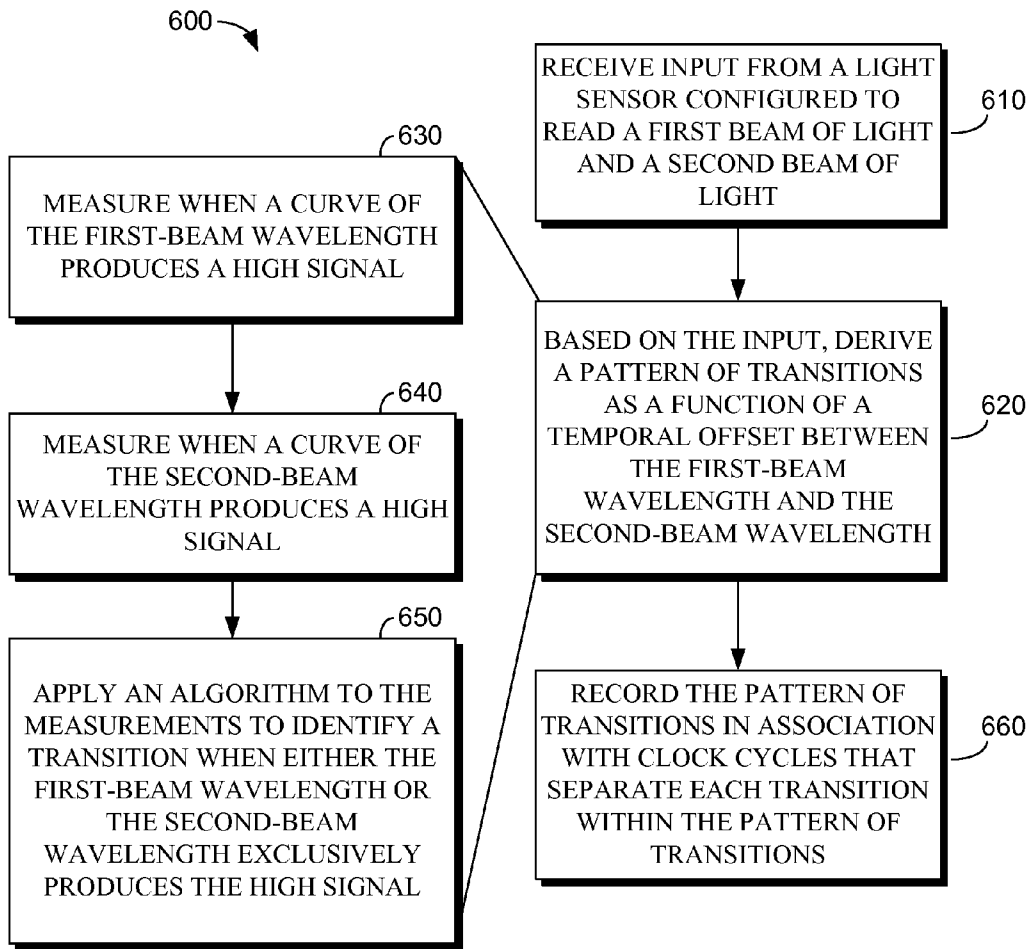 600
RECEIVE INPUT FROM A LIGHT
SENSOR CONFIGURED TO
READ A FIRST BEAM OF LIGHT
AND A SECOND BEAM OF
LIGHT
610
BASED ON THE INPUT, DERIVE
A PATTERN OF TRANSITIONS
AS A FUNCTION OF A
TEMPORAL OFFSET BETWEEN
THE FIRST-BEAM
WAVELENGTH AND THE
SECOND-BEAM WAVELENGTH
620
630
MEASURE WHEN A CURVE OF
THE FIRST-BEAM WAVELENGTH
PRODUCES A HIGH SIGNAL
640
MEASURE WHEN A CURVE OF
THE SECOND-BEAM
WAVELENGTH PRODUCES A HIGH
SIGNAL
650
APPLY AN ALGORITHM TO THE
MEASUREMENTS TO IDENTIFY A
TRANSITION WHEN EITHER THE
FIRST-BEAM WAVELENGTH OR
THE SECOND-BEAM
WAVELENGTH EXCLUSIVELY
PRODUCES THE HIGH SIGNAL
RECORD THE PATTERN OF
TRANSITIONS IN ASSOCIATION
WITH CLOCK CYCLES THAT
SEPARATE EACH TRANSITION
WITHIN THE PATTERN OF
TRANSITIONS
660